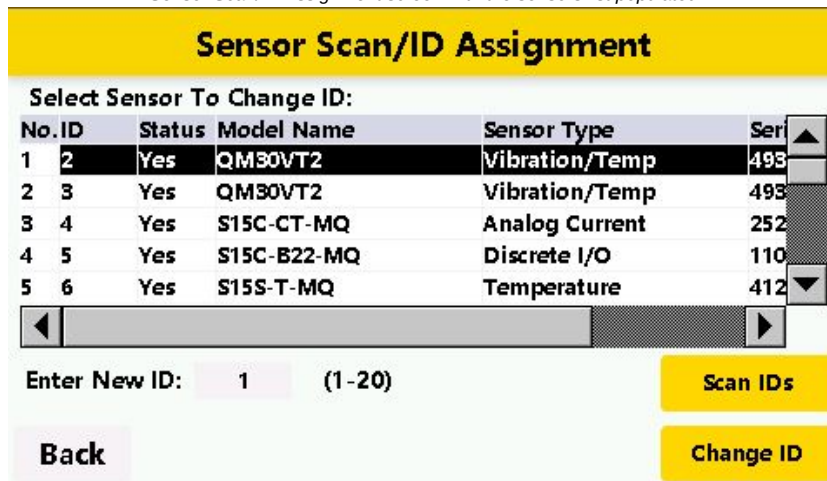 Sensor Scan/ID Assignment
Select Sensor To Change ID:
No. ID Status Model Name Sensor Type Seri
1 2 Yes QM30VT2 Vibration/Temp 493
2 3 Yes QM30VT2 Vibration/Temp 493
3 4 Yes S15C-CT-MQ Analog Current 252
4 5 Yes S15C-B22-MQ Discrete I/O 110
5 6 Yes S15S-T-MQ Temperature 412
Enter New ID: 1 (1-20)
Scan IDs
Back
Change ID